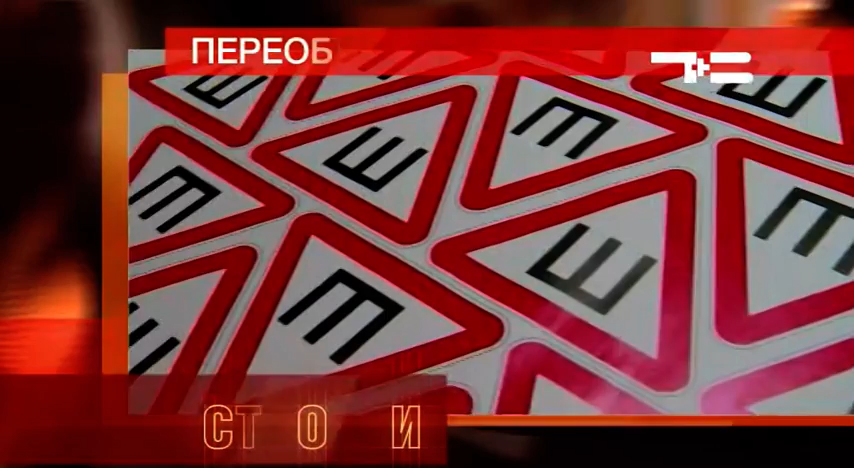 ПЕРЕОБ
Ш Ш Ш
Ш Ш Ш Ш
Ш Ш
СТ О И